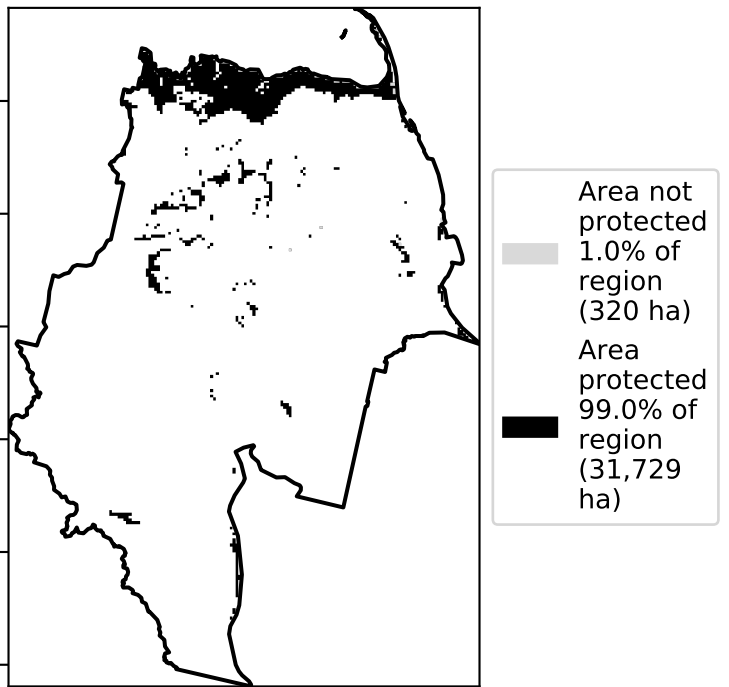 Area not
protected
1.0% of
region
(320 ha)
Area
protected
99.0% of
region
(31,729
ha)